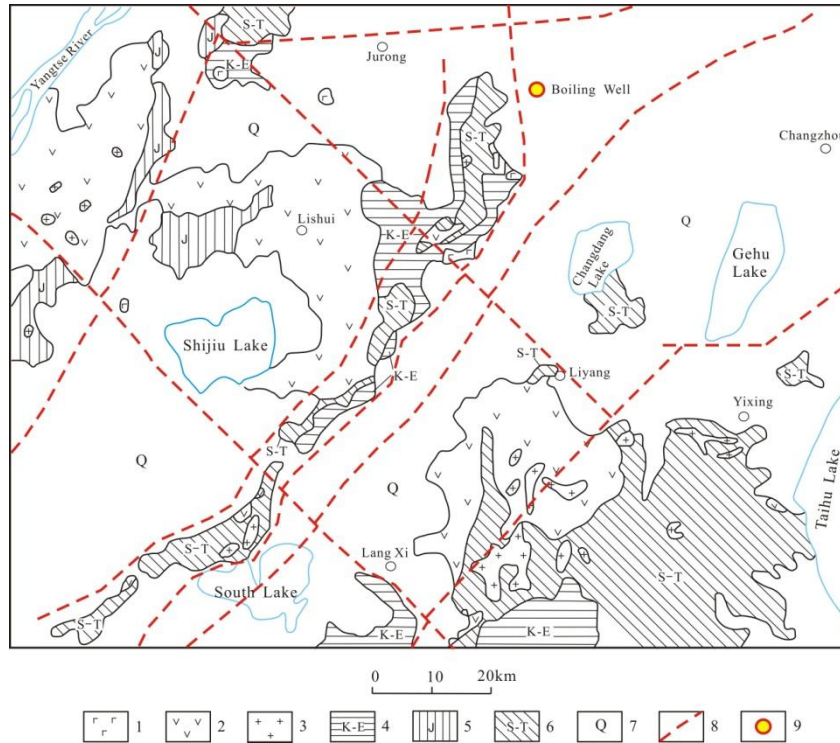 S-T
Yangtse River
J
J
K-E
Jurong
Boiling Well
Q
S-T
Changzhou
J
Lishui
K-E
Q
J
Changdang Lake
Gehu Lake
J
S-T
S-T
Shijiu Lake
S-T
Liyang
K-E
S-T
Yixing
Q
S-T
Q
Taihu Lake
S-T
Lang Xi
S-T
South Lake
S-T
K-E
K-E
0 10 20km
1 2 3 K-E 4 J 5 S-T 6 Q 7 8 9